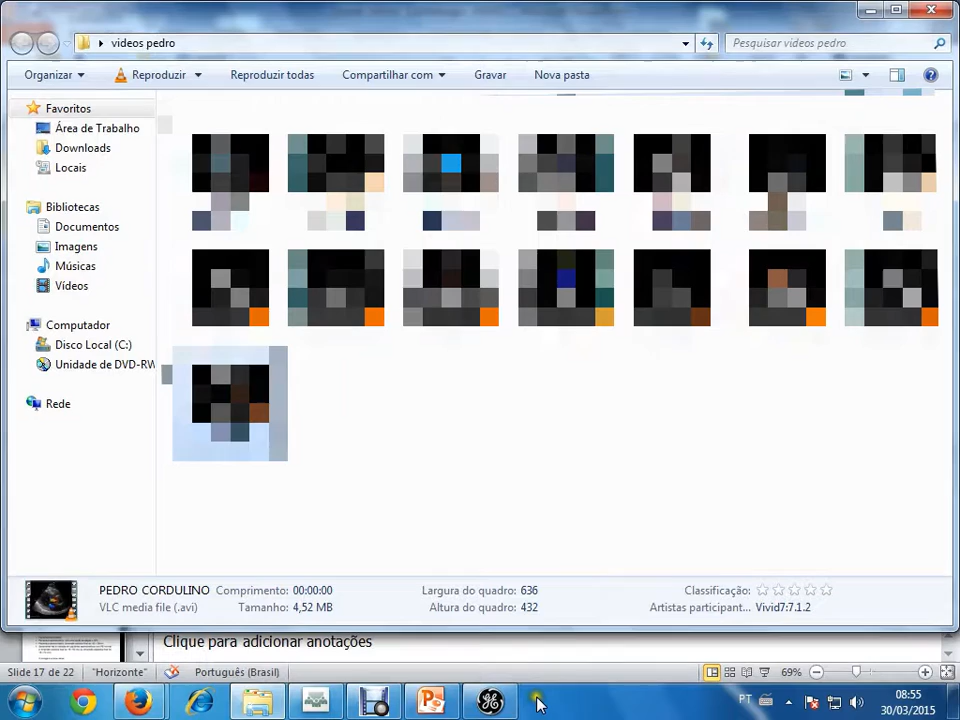 videos pedro
Pesquisar videos pedro
Organizar Reproduzir Reproduzir todas Compartilhar com Gravar Nova pasta
Favoritos
Área de Trabalho
Downloads
Locais
Bibliotecas
Documentos
Imagens
Músicas
Vídeos
Computador
Disco Local (C:)
Unidade de DVD-RW
Rede
PEDRO CORDULINO Comprimento: 00:00:00 Largura do quadro: 636 Classificação:
VLC media file (.avi) Tamanho: 4,52 MB Altura do quadro: 432 Artistas participant... Vivid7:7.1.2
Clique para adicionar anotações
Slide 17 de 22 "Horizonte" Português (Brasil) 69%
PT 08:55
30/03/2015